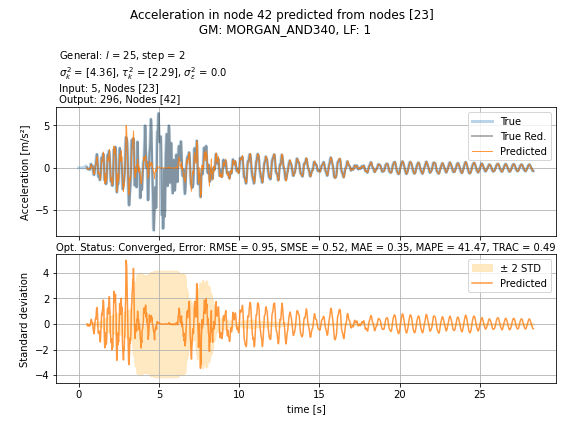 Acceleration in node 42 predicted from nodes [23]
GM: MORGAN_AND340, LF: 1
General: l = 25, step = 2
σ²ₖ = [4.36], τ²ₖ = [2.29], σ²ε = 0.0
Input: 5, Nodes [23]
Output: 296, Nodes [42]
Acceleration [m/s²]
5
0
−5
True
True Red.
Predicted
Opt. Status: Converged, Error: RMSE = 0.95, SMSE = 0.52, MAE = 0.35, MAPE = 41.47, TRAC = 0.49
Standard deviation
4
2
0
−2
−4
± 2 STD
Predicted
0 5 10 15 20 25
time [s]